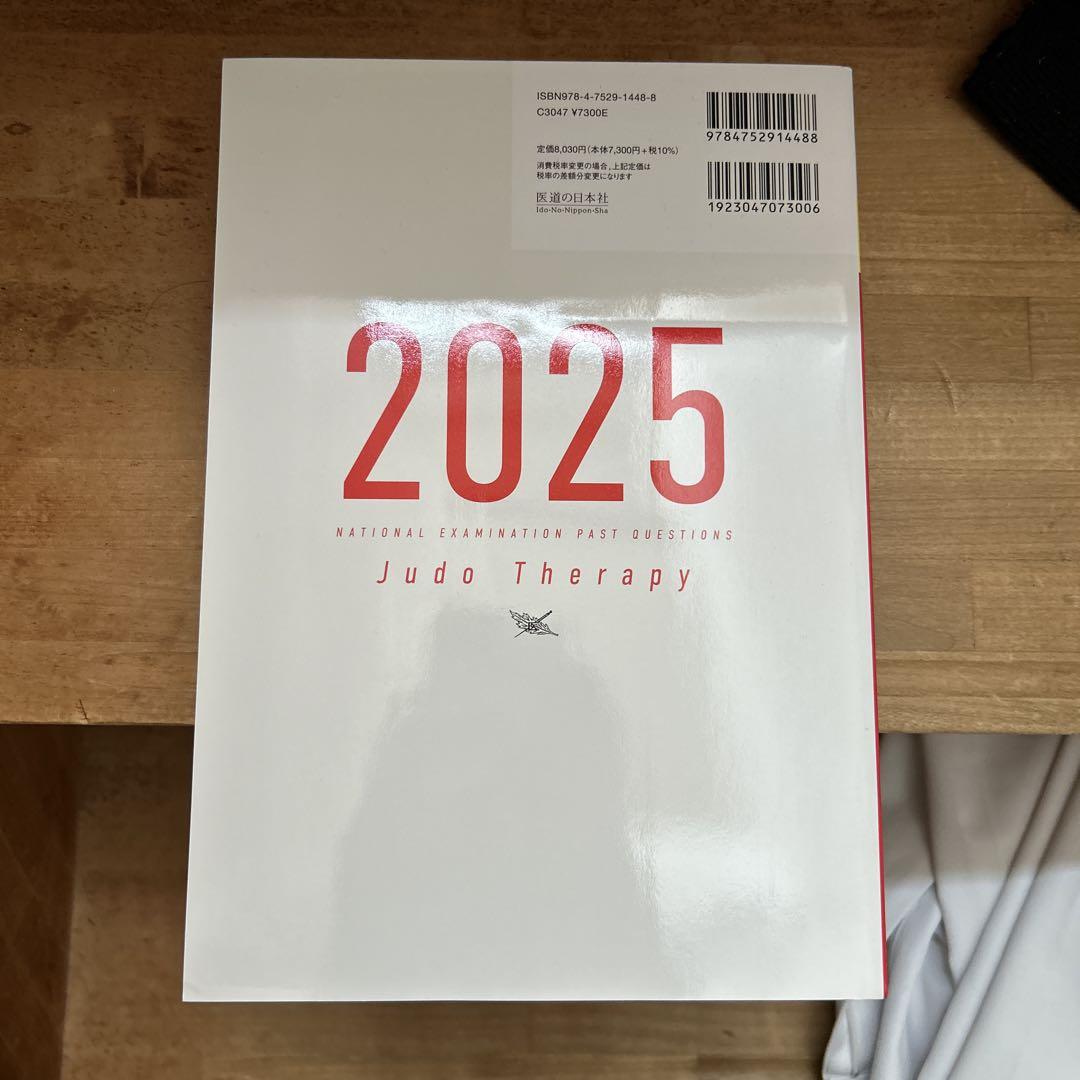 ISBN978-4-7529-1448-8
C3047 ¥7300E
定価8,030円(本体7,300円+税10%)
消費税率変更の場合,上記定価は
税率の差額分変更になります
医道の日本社
Ido-No-Nippon-Sha
9784752914488
1923047073006
2025
NATIONAL EXAMINATION PAST QUESTIONS
Judo Therapy